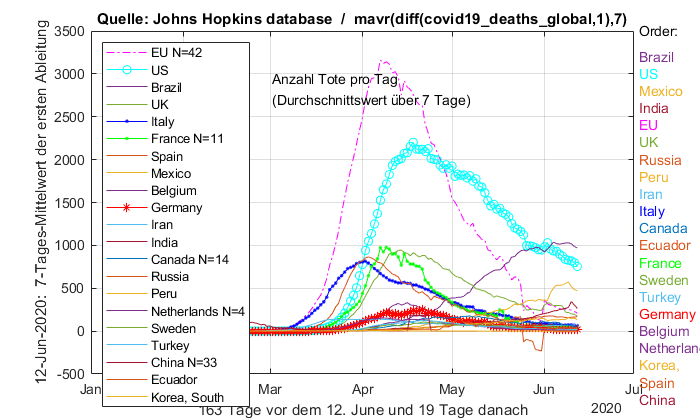 Quelle: Johns Hopkins database / mavr(diff(covid19_deaths_global,1),7)
12-Jun-2020: 7-Tages-Mittelwert der ersten Ableitung
3500
3000
2500
2000
1500
1000
500
0
-500
EU N=42
US
Brazil
UK
Italy
France N=11
Spain
Mexico
Belgium
Germany
Iran
India
Canada N=14
Russia
Peru
Netherlands N=4
Sweden
Turkey
China N=33
Ecuador
Korea, South
Anzahl Tote pro Tag
(Durchschnittswert über 7 Tage)
Jan Mar Apr May Jun Jul
2020
163 Tage vor dem 12. June und 19 Tage danach
Order:
Brazil
US
Mexico
India
EU
UK
Russia
Peru
Iran
Italy
Canada
Ecuador
France
Sweden
Turkey
Germany
Belgium
Netherlan
Korea,
Spain
China